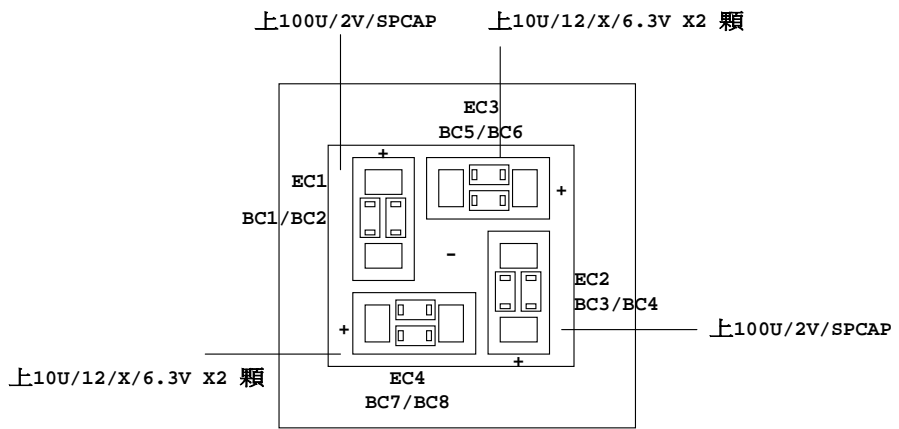 上100U/2V/SPCAP
上10U/12/X/6.3V X2 顆
EC3
BC5/BC6
+
EC1
+
BC1/BC2
-
EC2
BC3/BC4
+
上100U/2V/SPCAP
+
上10U/12/X/6.3V X2 顆
EC4
BC7/BC8